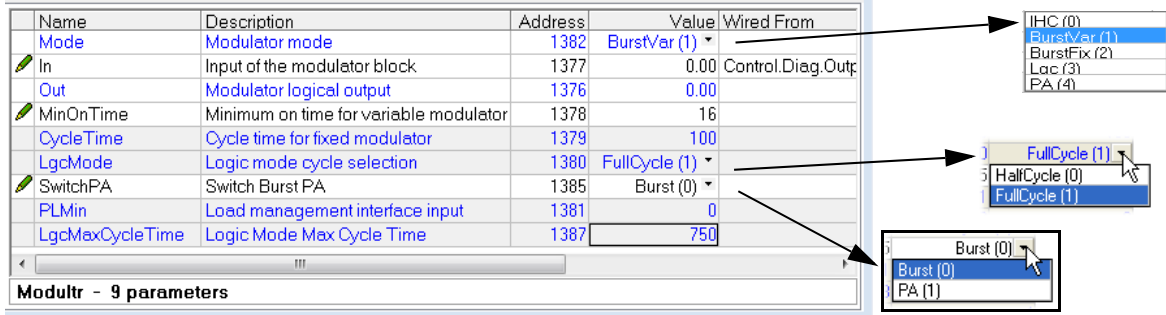 Name Description Address Value Wired From
Mode Modulator mode 1382 BurstVar (1)
In Input of the modulator block 1377 0.00 Control.Diag.Outp
Out Modulator logical output 1376 0.00
MinOnTime Minimum on time for variable modulator 1378 16
CycleTime Cycle time for fixed modulator 1379 100
LgcMode Logic mode cycle selection 1380 FullCycle (1)
SwitchPA Switch Burst PA 1385 Burst (0)
PLMin Load management interface input 1381 0
LgcMaxCycleTime Logic Mode Max Cycle Time 1387 750
Modultr - 9 parameters
IHC (0)
BurstVar (1)
BurstFix (2)
Lgc (3)
PA (4)
FullCycle (1)
HalfCycle (0)
FullCycle (1)
Burst (0)
Burst (0)
PA (1)